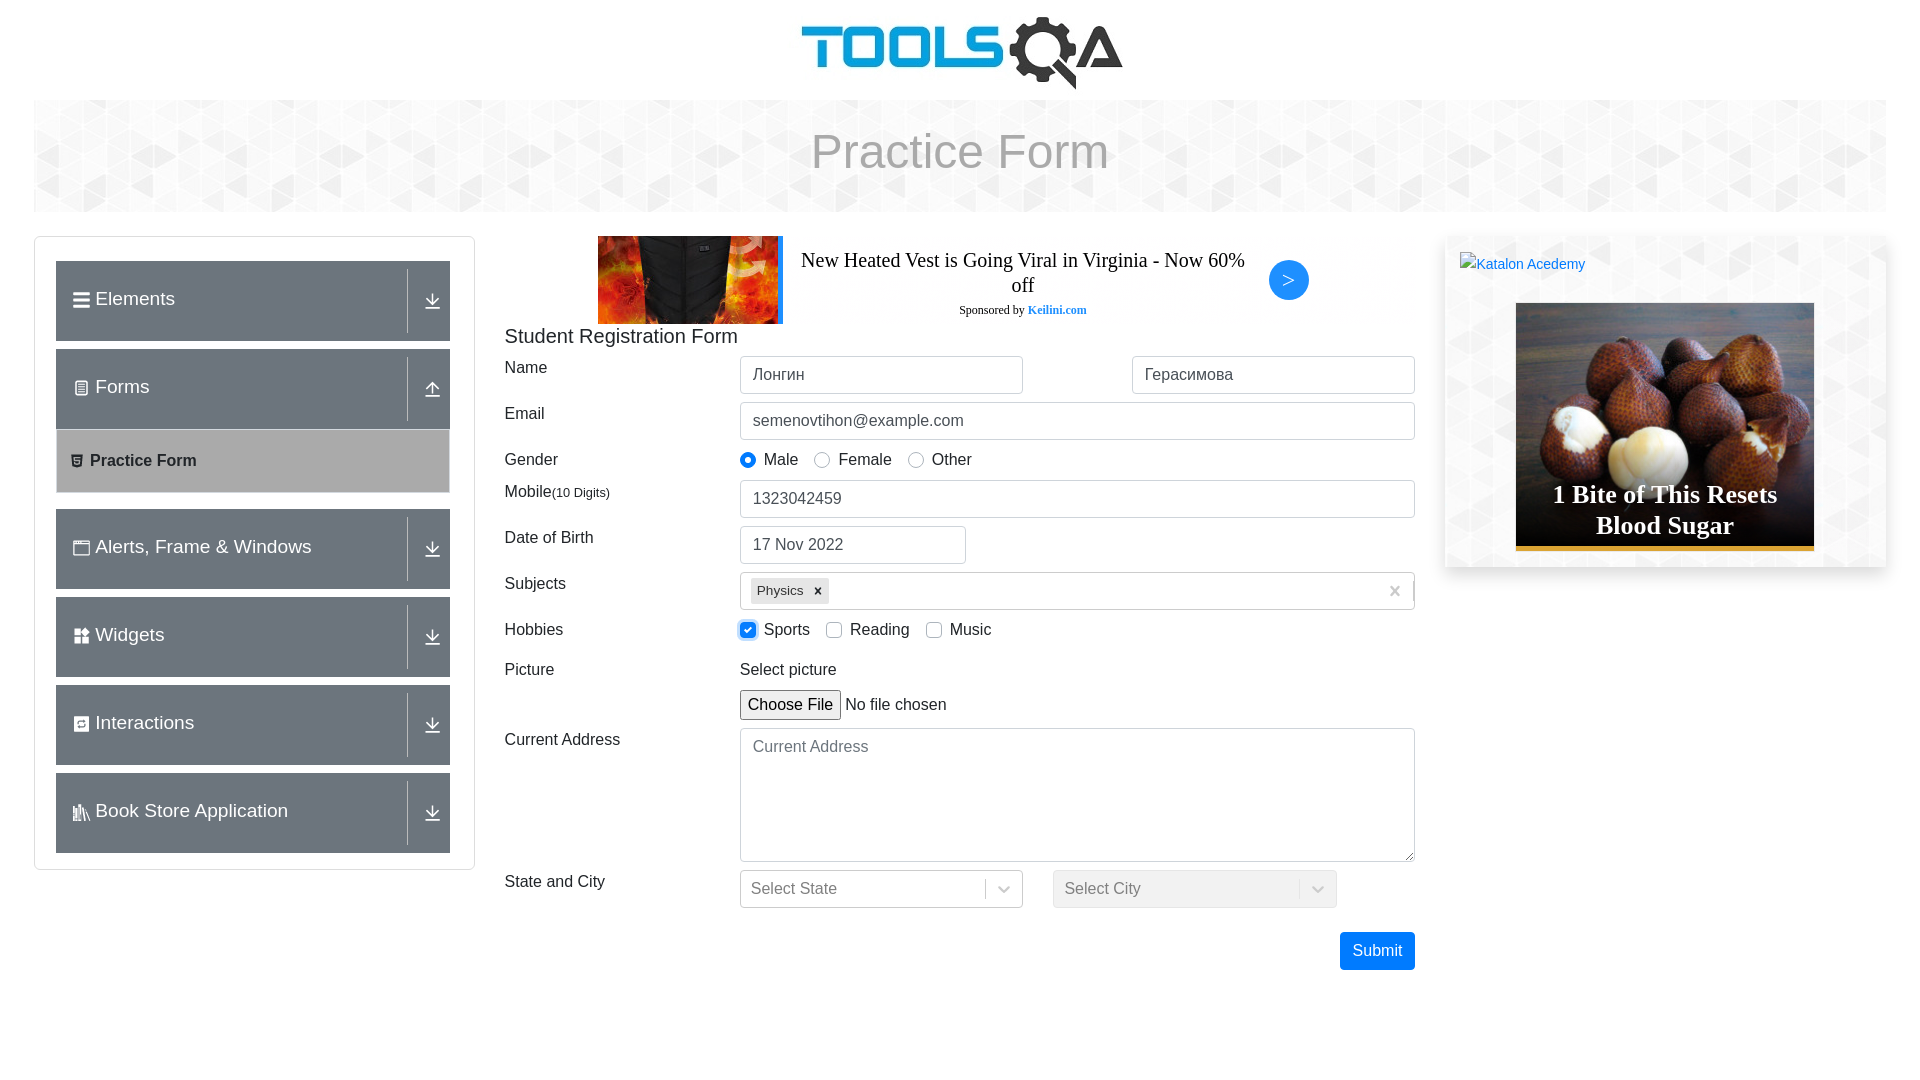 TOOLSQA
Practice Form
Elements
Forms
Practice Form
Alerts, Frame & Windows
Widgets
Interactions
Book Store Application
New Heated Vest is Going Viral in Virginia - Now 60%
off
Sponsored by Keilini.com
>
Student Registration Form
Name
Лонгин
Герасимова
Email
semenovtihon@example.com
Gender
Male
Female
Other
Mobile(10 Digits)
1323042459
Date of Birth
17 Nov 2022
Subjects
Physics
Hobbies
Sports
Reading
Music
Picture
Select picture
Choose File No file chosen
Current Address
Current Address
State and City
Select State
Select City
Submit
Katalon Acedemy
1 Bite of This Resets
Blood Sugar